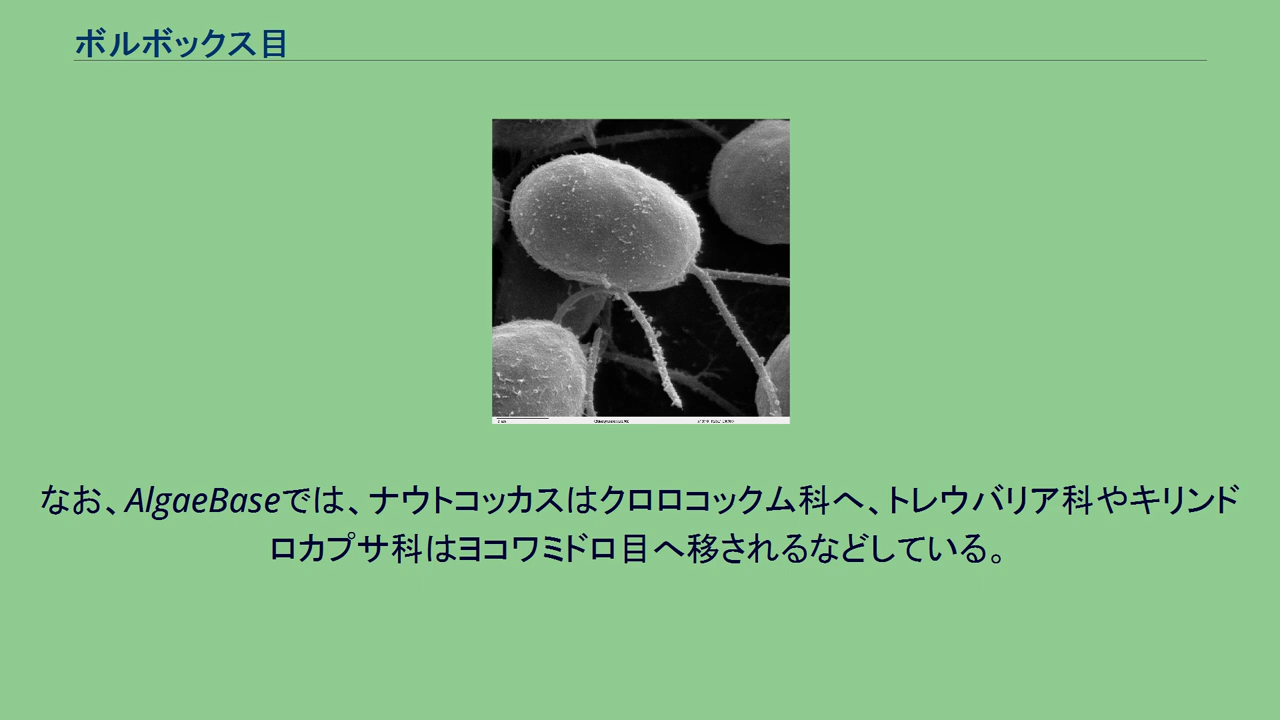 ボルボックス目
なお、AlgaeBaseでは、ナウトコッカスはクロロコックム科へ、トレウバリア科やキリンド
ロカプサ科はヨコワミドロ目へ移されるなどしている。